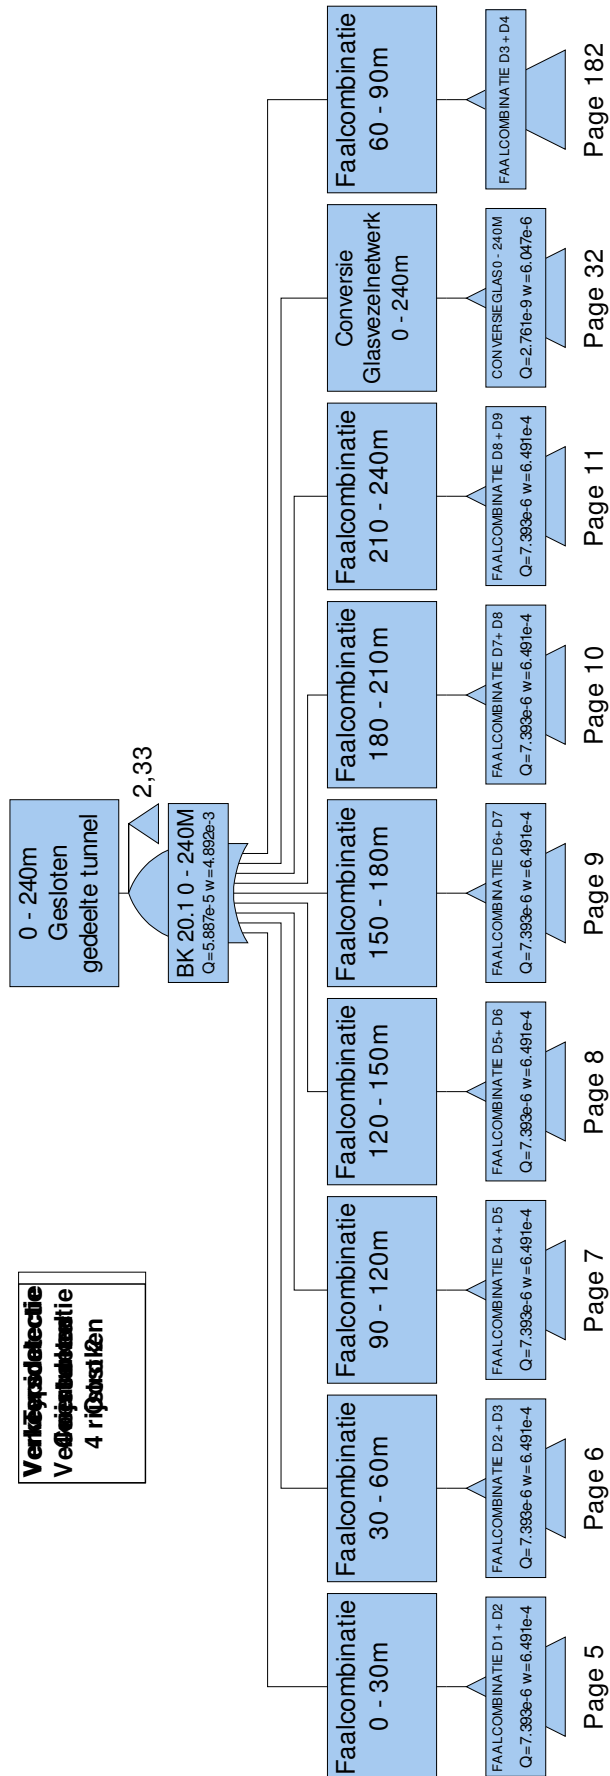 0 - 240m
Gesloten
gedeelte tunnel
2,33
BK 20.1 0 - 240M
Q=5.887e-5 w=4.892e-3
4 rijstroken
Faalcombinatie
0 - 30m
FAALCOMBINATIE D1 + D2
Q=7.393e-6 w=6.491e-4
Page 5
Faalcombinatie
30 - 60m
FAALCOMBINATIE D2 + D3
Q=7.393e-6 w=6.491e-4
Page 6
Faalcombinatie
90 - 120m
FAALCOMBINATIE D4 + D5
Q=7.393e-6 w=6.491e-4
Page 7
Faalcombinatie
120 - 150m
FAALCOMBINATIE D5+ D6
Q=7.393e-6 w=6.491e-4
Page 8
Faalcombinatie
150 - 180m
FAALCOMBINATIE D6+ D7
Q=7.393e-6 w=6.491e-4
Page 9
Faalcombinatie
180 - 210m
FAALCOMBINATIE D7+ D8
Q=7.393e-6 w=6.491e-4
Page 10
Faalcombinatie
210 - 240m
FAALCOMBINATIE D8 + D9
Q=7.393e-6 w=6.491e-4
Page 11
Conversie
Glasvezelnetwerk
0 - 240m
CONVERSIEGLAS0 - 240M
Q=2.761e-9 w=6.047e-6
Page 32
Faalcombinatie
60 - 90m
FAALCOMBINATIE D3 + D4
Page 182